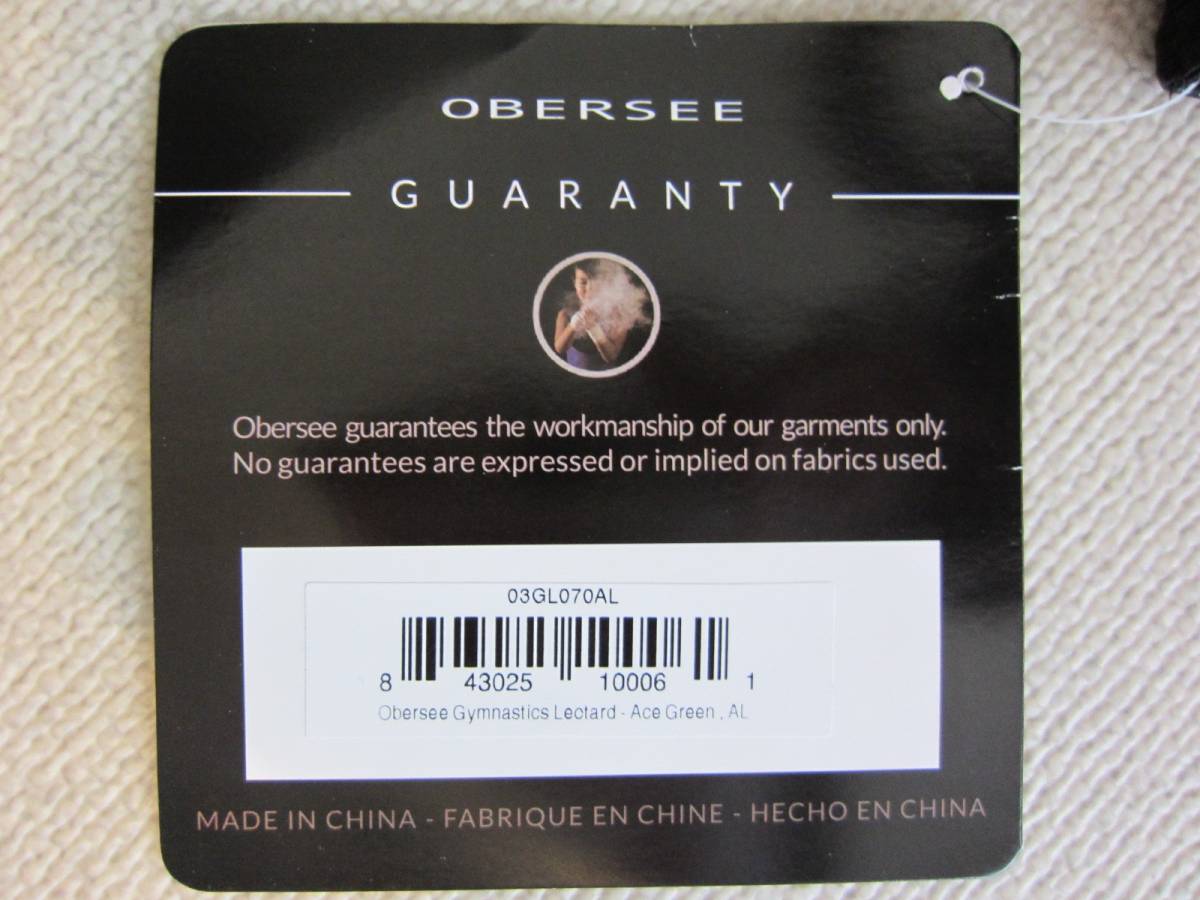 OBERSEE
GUARANTY
Obersee guarantees the workmanship of our garments only.
No guarantees are expressed or implied on fabrics used.
03GL070AL
8 43025 10006 1
Obersee Gymnastics Leotard - Ace Green , AL
MADE IN CHINA - FABRIQUE EN CHINE - HECHO EN CHINA